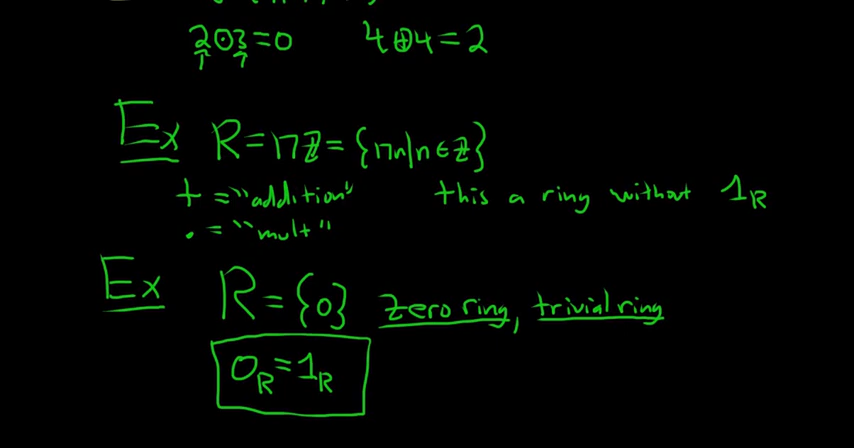 2⊙3=0 4⊕4=2
Ex R=17ℤ={17n|n∈ℤ}
+ = "addition" this a ring without 1_R
· = "mult"
Ex R={0} zero ring, trivial ring
0_R=1_R